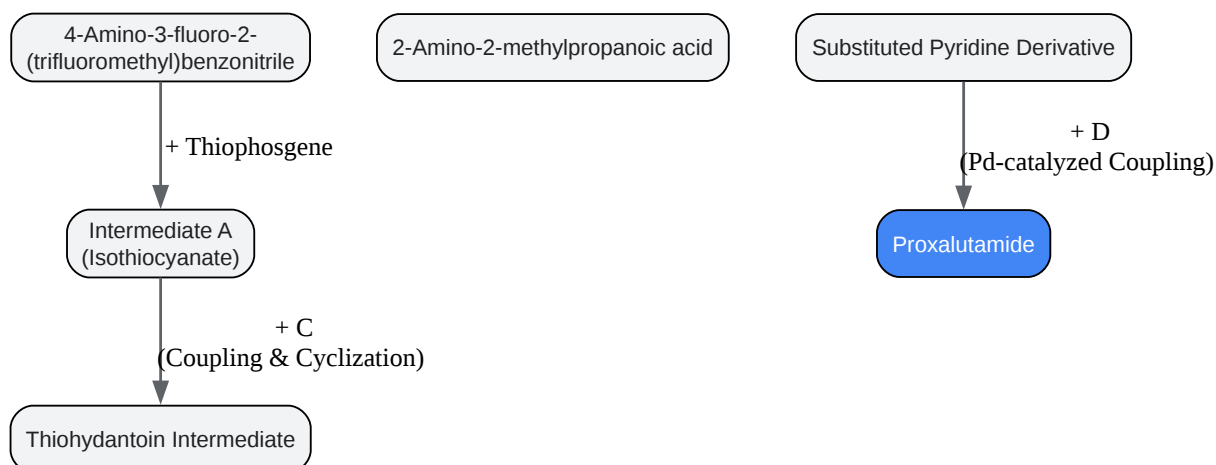 4-Amino-3-fluoro-2-
(trifluoromethyl)benzonitrile
2-Amino-2-methylpropanoic acid
Substituted Pyridine Derivative
+ Thiophosgene
+ D
(Pd-catalyzed Coupling)
Intermediate A
(Isothiocyanate)
Proxalutamide
+ C
(Coupling & Cyclization)
Thiohydantoin Intermediate